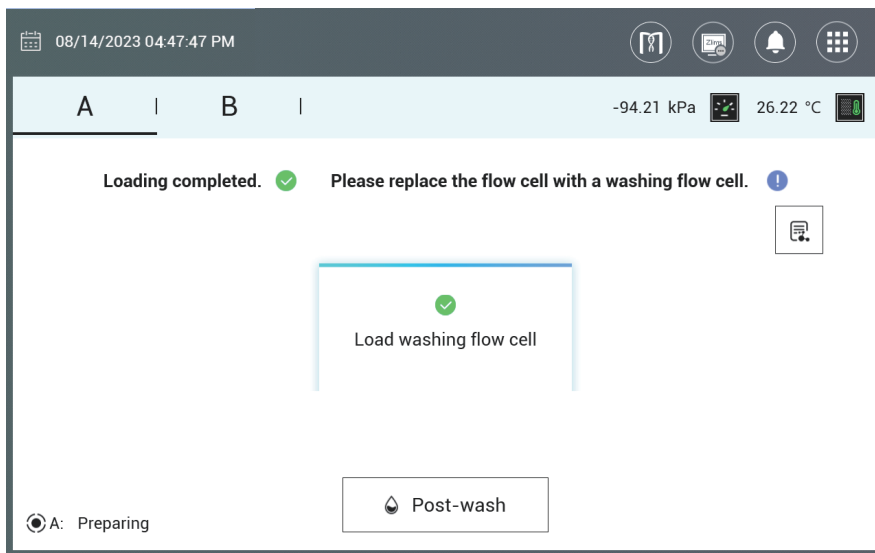 08/14/2023 04:47:47 PM
Zlims
A | B |
-94.21 kPa 26.22 °C
Loading completed. Please replace the flow cell with a washing flow cell.
Load washing flow cell
Post-wash
A: Preparing